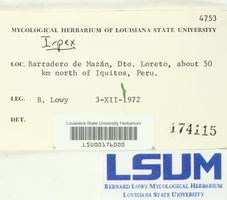 4753
MYCOLOGICAL HERBARIUM OF LOUISIANA STATE UNIVERSITY
Irpex
LOC. Barradero de Mazán, Dto. Loreto, about 50
km north of Iquitos, Peru.
LEG. B. Lowy 3-XII-1972
DET.
Louisiana State University Herbarium
LSU00174000
174115
LSUM
BERNARD LOWY MYCOLOGICAL HERBARIUM
LOUISIANA STATE UNIVERSITY